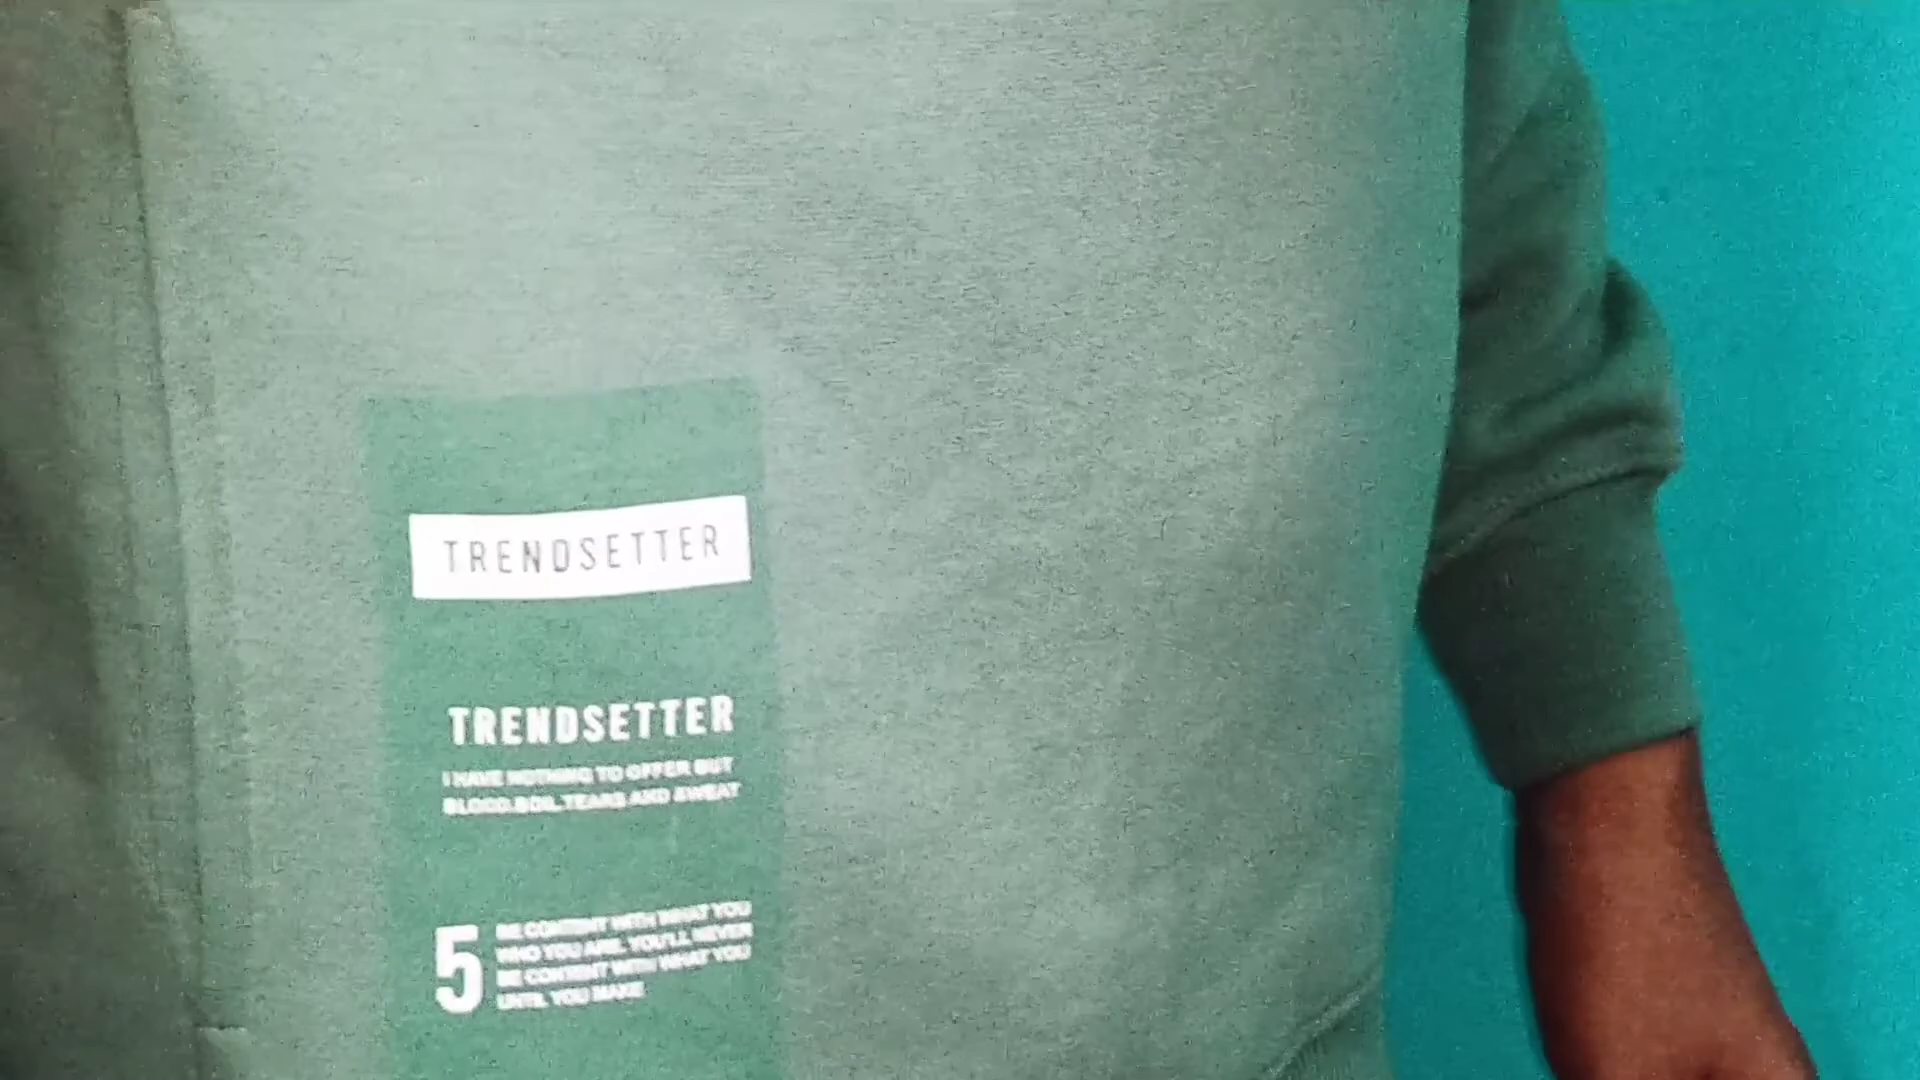 TRENDSETTER
TRENDSETTER
I HAVE NOTHING TO OFFER BUT
BLOOD.BOIL.TEARS AND SWEAT
5
BE CONTENT WITH WHAT YOU
WHO YOU ARE. YOU'LL NEVER
BE CONTENT WITH WHAT YOU
UNTIL YOU MAKE